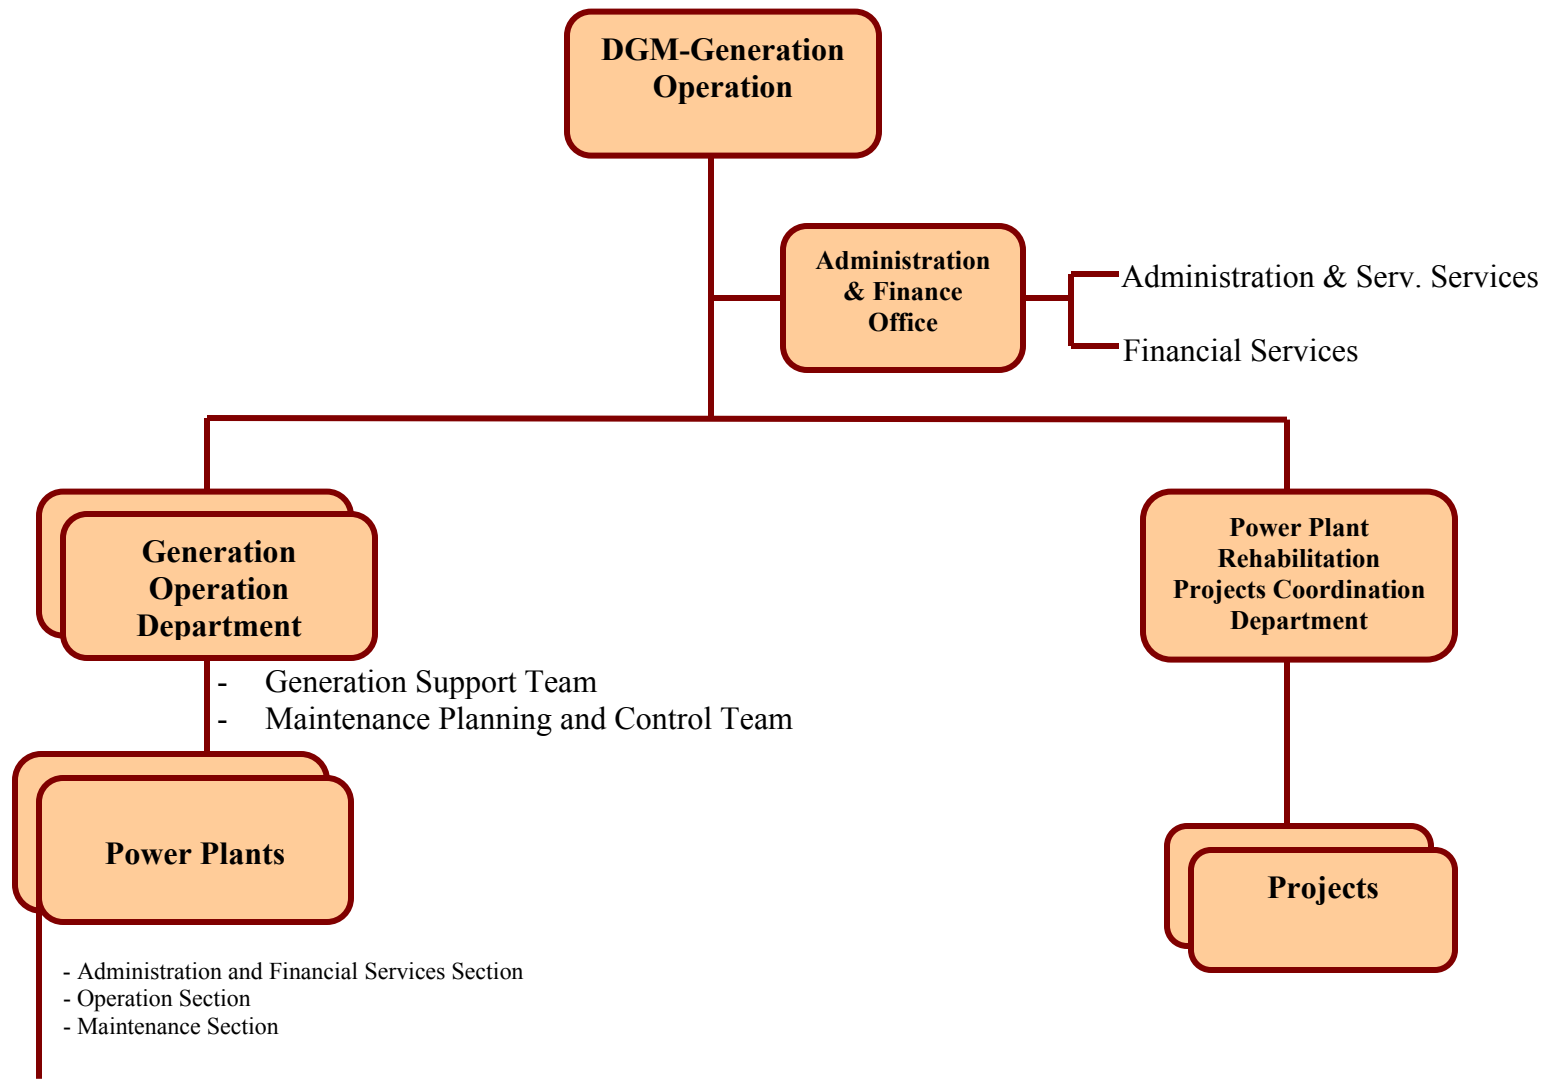 DGM-Generation
Operation
Administration
& Finance
Office
Administration & Serv. Services
Financial Services
Generation
Operation
Department
Power Plant
Rehabilitation
Projects Coordination
Department
- Generation Support Team
- Maintenance Planning and Control Team
Power Plants
Projects
- Administration and Financial Services Section
- Operation Section
- Maintenance Section